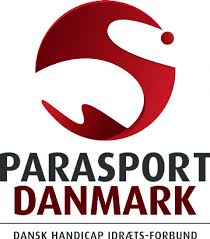 PARASPORT
DANMARK
DANSK HANDICAP IDRÆTS-FORBUND